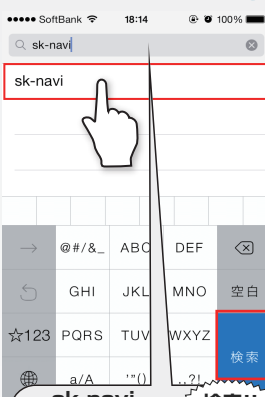 ●●●●● SoftBank 18:14 100%
sk-navi
sk-navi
→ @#/&_ ABC DEF
GHI JKL MNO 空白
☆123 PQRS TUV WXYZ
検索
a/A '"() .,?!
sk-navi